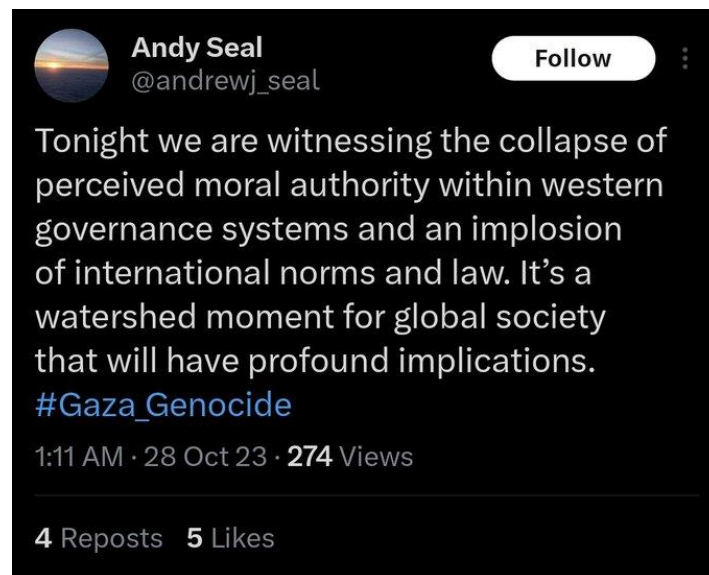 Andy Seal
Follow
@andrewj_seal
Tonight we are witnessing the collapse of
perceived moral authority within western
governance systems and an implosion
of international norms and law. It’s a
watershed moment for global society
that will have profound implications.
#Gaza_Genocide
1:11 AM · 28 Oct 23 · 274 Views
4 Reposts 5 Likes